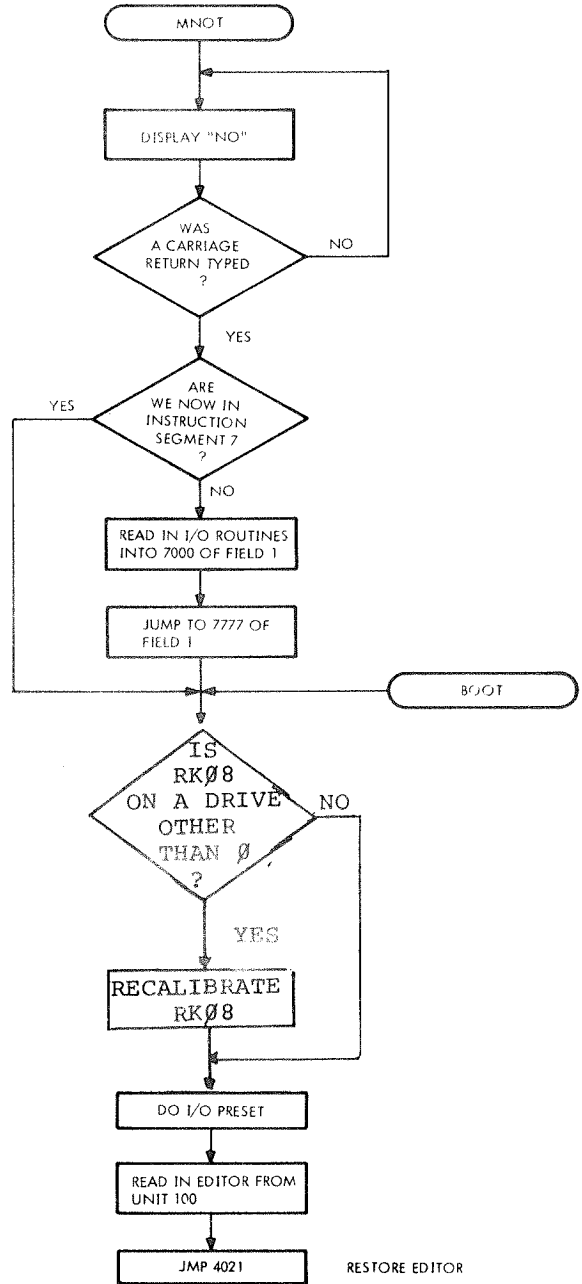 MNOT
DISPLAY "NO"
WAS
A CARRIAGE
RETURN TYPED
?
NO
YES
ARE
WE NOW IN
INSTRUCTION
SEGMENT 7
?
YES
NO
READ IN I/O ROUTINES
INTO 7000 OF FIELD 1
JUMP TO 7777 OF
FIELD 1
BOOT
IS
RKØ8
ON A DRIVE
OTHER
THAN Ø
?
NO
YES
RECALIBRATE
RKØ8
DO I/O PRESET
READ IN EDITOR FROM
UNIT 100
JMP 4021
RESTORE EDITOR